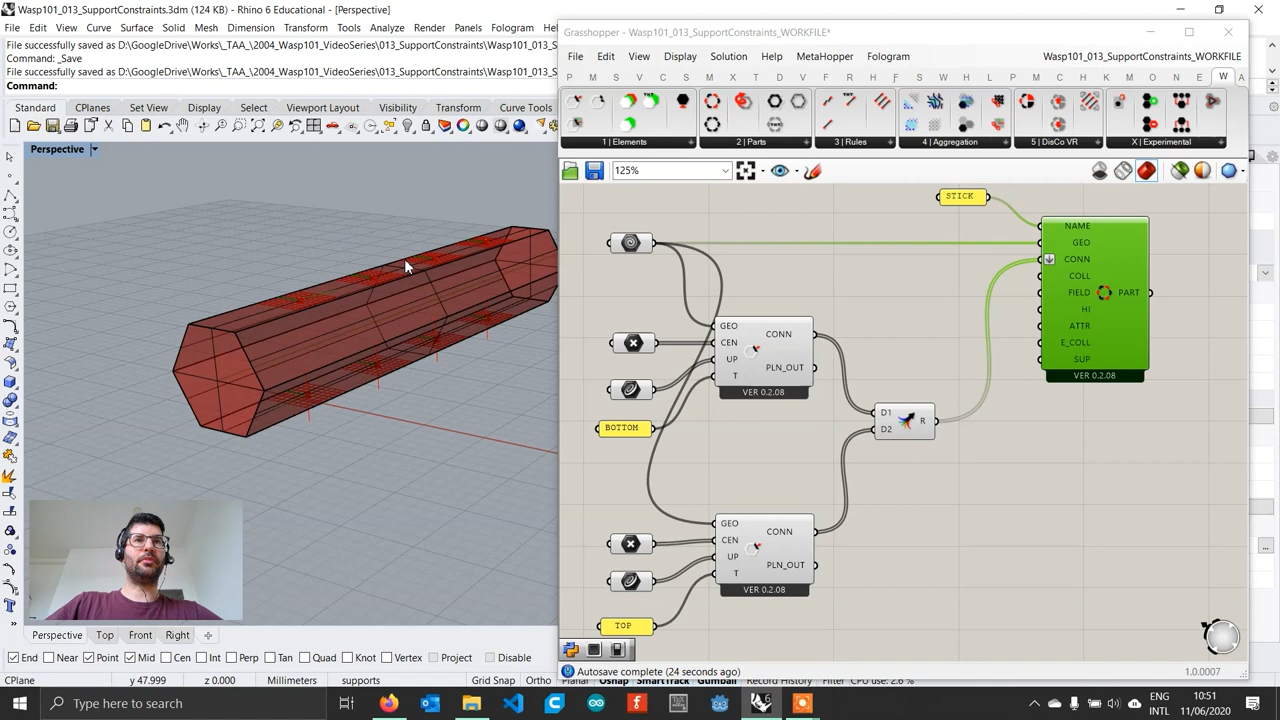 Wasp101_013_SupportConstraints.3dm (124 KB) - Rhino 6 Educational - [Perspective]
File Edit View Curve Surface Solid Mesh Dimension Transform Tools Analyze Render Panels Fologram
File successfully saved as D:\GoogleDrive\Works\_TAA_\2004_Wasp101_VideoSeries\013_SupportConstraints\Wasp101_013_S
Command: _Save
File successfully saved as D:\GoogleDrive\Works\_TAA_\2004_Wasp101_VideoSeries\013_SupportConstraints\Wasp101_013_S
Command:
Standard CPlanes Set View Display Select Viewport Layout Visibility Transform Curve Tools
Perspective
Grasshopper - Wasp101_013_SupportConstraints_WORKFILE*
File Edit View Display Solution Help MetaHopper Fologram Wasp101_013_SupportConstraints_WORKFILE
P M S V C S M I T D W F R F S W H L P M C H K M O N E T W A
1 | Elements 2 | Parts 3 | Rules 4 | Aggregation 5 | DisCo VR X | Experimental
125%
STICK
NAME
GEO
CONN
COLL
FIELD PART
HI
ATTR
E_COLL
SUP
VER 0.2.08
GEO CONN
CEN
UP PLN_OUT
T
VER 0.2.08
BOTTOM
D1
D2 R
GEO CONN
CEN
UP PLN_OUT
T
VER 0.2.08
TOP
Perspective Top Front Right
End Near Point Mid Cen Int Perp Tan Quad Knot Vertex Project Disable
Autosave complete (24 seconds ago) 1.0.0007
CPlane y 47.999 z 0.000 Millimeters supports Grid Snap Ortho Planar Osnap SmartTrack Gumball Record History Filter CPU use: 2.6 %
Type here to search
ENG
INTL
10:51
11/06/2020